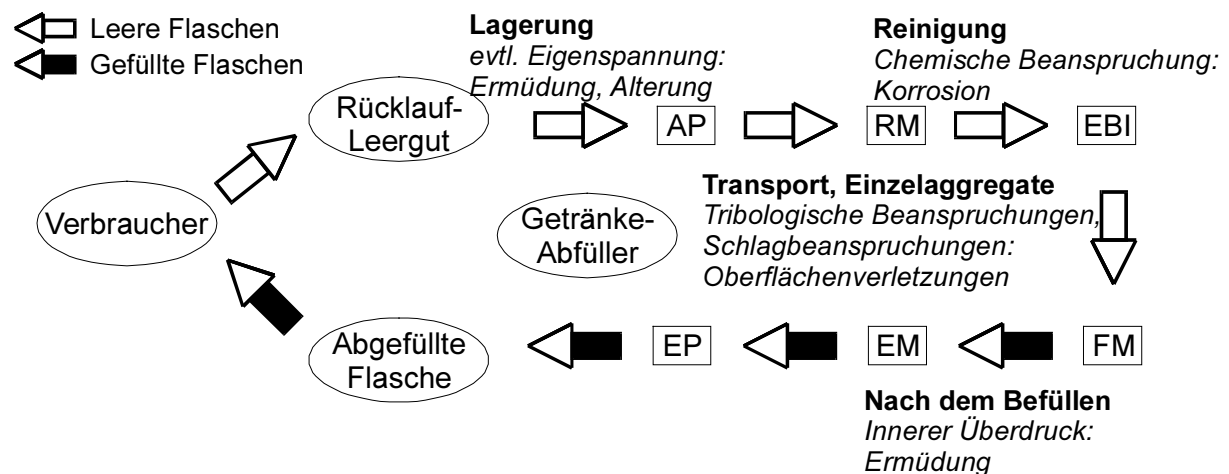 Leere Flaschen
Gefüllte Flaschen
Lagerung
evtl. Eigenspannung:
Ermüdung, Alterung
Reinigung
Chemische Beanspruchung:
Korrosion
Rücklauf-
Leergut
AP
RM
EBI
Verbraucher
Getränke-
Abfüller
Transport, Einzelaggregate
Tribologische Beanspruchungen,
Schlagbeanspruchungen:
Oberflächenverletzungen
Abgefüllte
Flasche
EP
EM
FM
Nach dem Befüllen
Innerer Überdruck:
Ermüdung